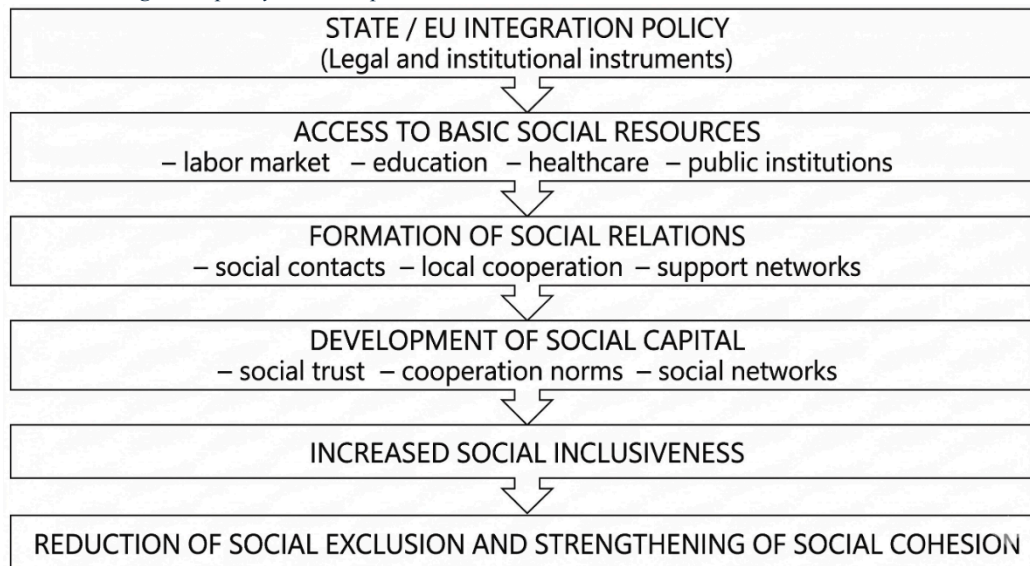 STATE / EU INTEGRATION POLICY
(Legal and institutional instruments)
ACCESS TO BASIC SOCIAL RESOURCES
– labor market – education – healthcare – public institutions
FORMATION OF SOCIAL RELATIONS
– social contacts – local cooperation – support networks
DEVELOPMENT OF SOCIAL CAPITAL
– social trust – cooperation norms – social networks
INCREASED SOCIAL INCLUSIVENESS
REDUCTION OF SOCIAL EXCLUSION AND STRENGTHENING OF SOCIAL COHESION